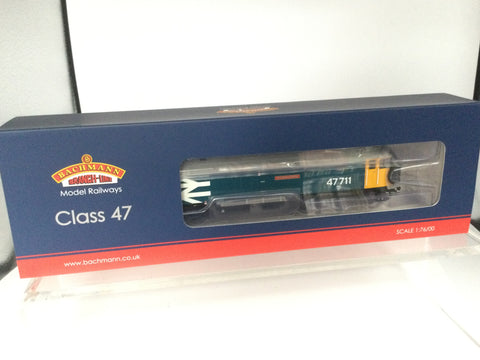 BACHMANN
BRANCH-LINE
Model Railways
Class 47
www.bachmann.co.uk
47711
SCALE 1:76/OO